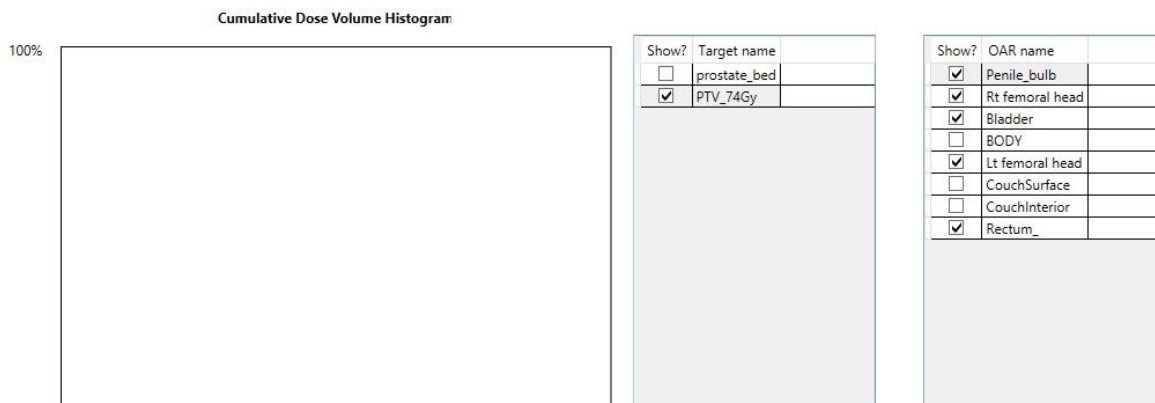 Cumulative Dose Volume Histogram
100%
Show? Target name
prostate_bed
PTV_74Gy
Show? OAR name
Penile_bulb
Rt femoral head
Bladder
BODY
Lt femoral head
CouchSurface
CouchInterior
Rectum_